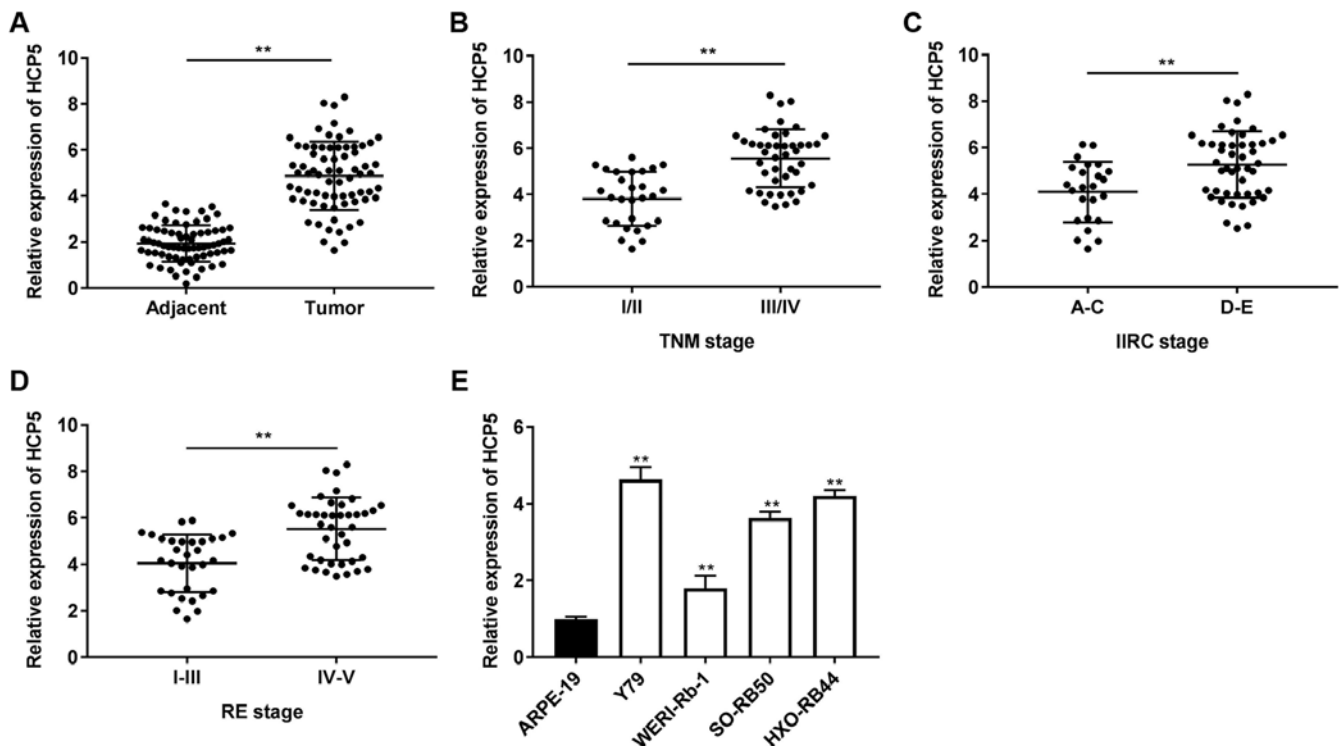 A
Relative expression of HCP5
10
8
6
4
2
0
**
Adjacent
Tumor
B
Relative expression of HCP5
10
8
6
4
2
0
**
I/II
III/IV
TNM stage
C
Relative expression of HCP5
10
8
6
4
2
0
**
A-C
D-E
IIRC stage
D
Relative expression of HCP5
10
8
6
4
2
0
**
I-III
IV-V
RE stage
E
Relative expression of HCP5
6
4
2
0
**
**
**
**
ARPE-19
Y79
WERI-Rb-1
SO-RB50
HXO-RB44